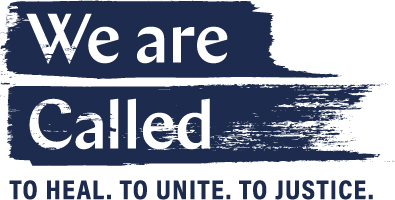 We are
Called
TO HEAL. TO UNITE. TO JUSTICE.